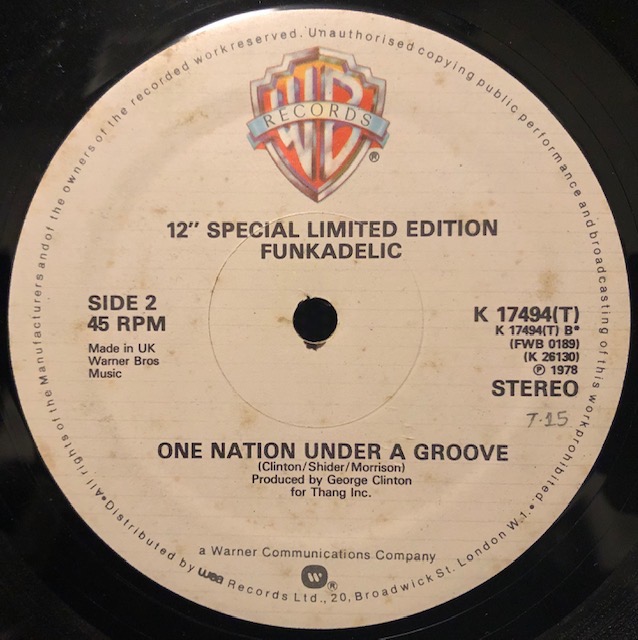 All rights of the Manufacturers and of the owners of the recorded work reserved. Unauthorised copying public performance and broadcasting of this work prohibited.
WB
RECORDS
®
12" SPECIAL LIMITED EDITION
FUNKADELIC
SIDE 2
45 RPM
Made in UK
Warner Bros
Music
K 17494(T)
K 17494(T) B*
(FWB 0189)
(K 26130)
℗ 1978
STEREO
7·15
ONE NATION UNDER A GROOVE
(Clinton/Shider/Morrison)
Produced by George Clinton
for Thang Inc.
a Warner Communications Company
®
•Distributed by wea Records Ltd., 20, Broadwick St. London W.1.•